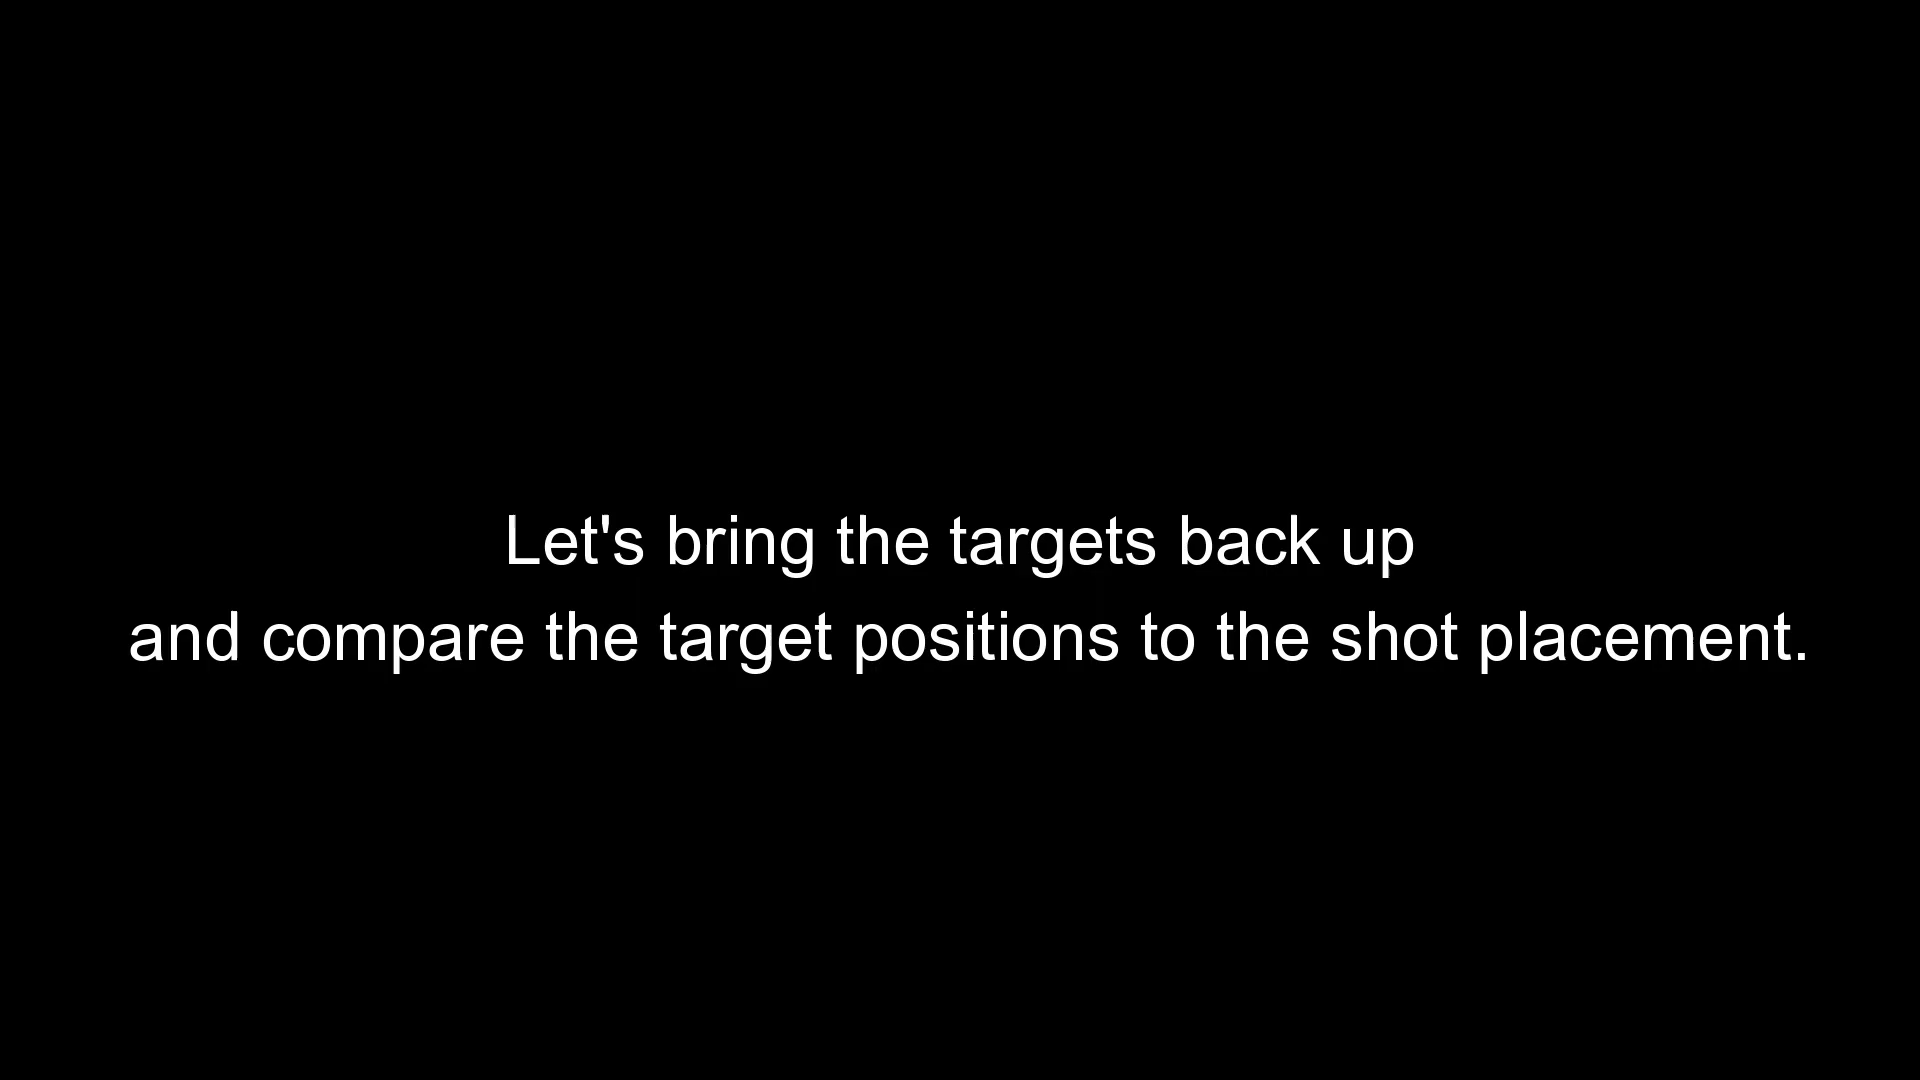 Let's bring the targets back up
and compare the target positions to the shot placement.